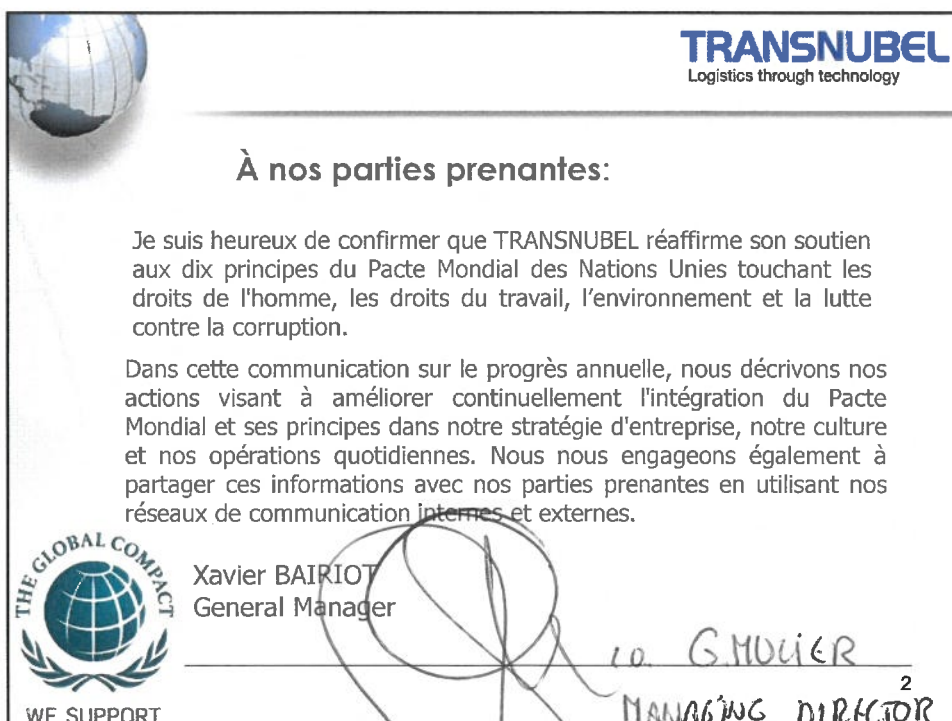 TRANSNUBEL
Logistics through technology
À nos parties prenantes:
Je suis heureux de confirmer que TRANSNUBEL réaffirme son soutien
aux dix principes du Pacte Mondial des Nations Unies touchant les
droits de l'homme, les droits du travail, l'environnement et la lutte
contre la corruption.
Dans cette communication sur le progrès annuelle, nous décrivons nos
actions visant à améliorer continuellement l'intégration du Pacte
Mondial et ses principes dans notre stratégie d'entreprise, notre culture
et nos opérations quotidiennes. Nous nous engageons également à
partager ces informations avec nos parties prenantes en utilisant nos
réseaux de communication internes et externes.
THE GLOBAL COMPACT
Xavier BAIRIOT
General Manager
G. MULIER
2
MANAGING DIRECTOR
WE SUPPORT